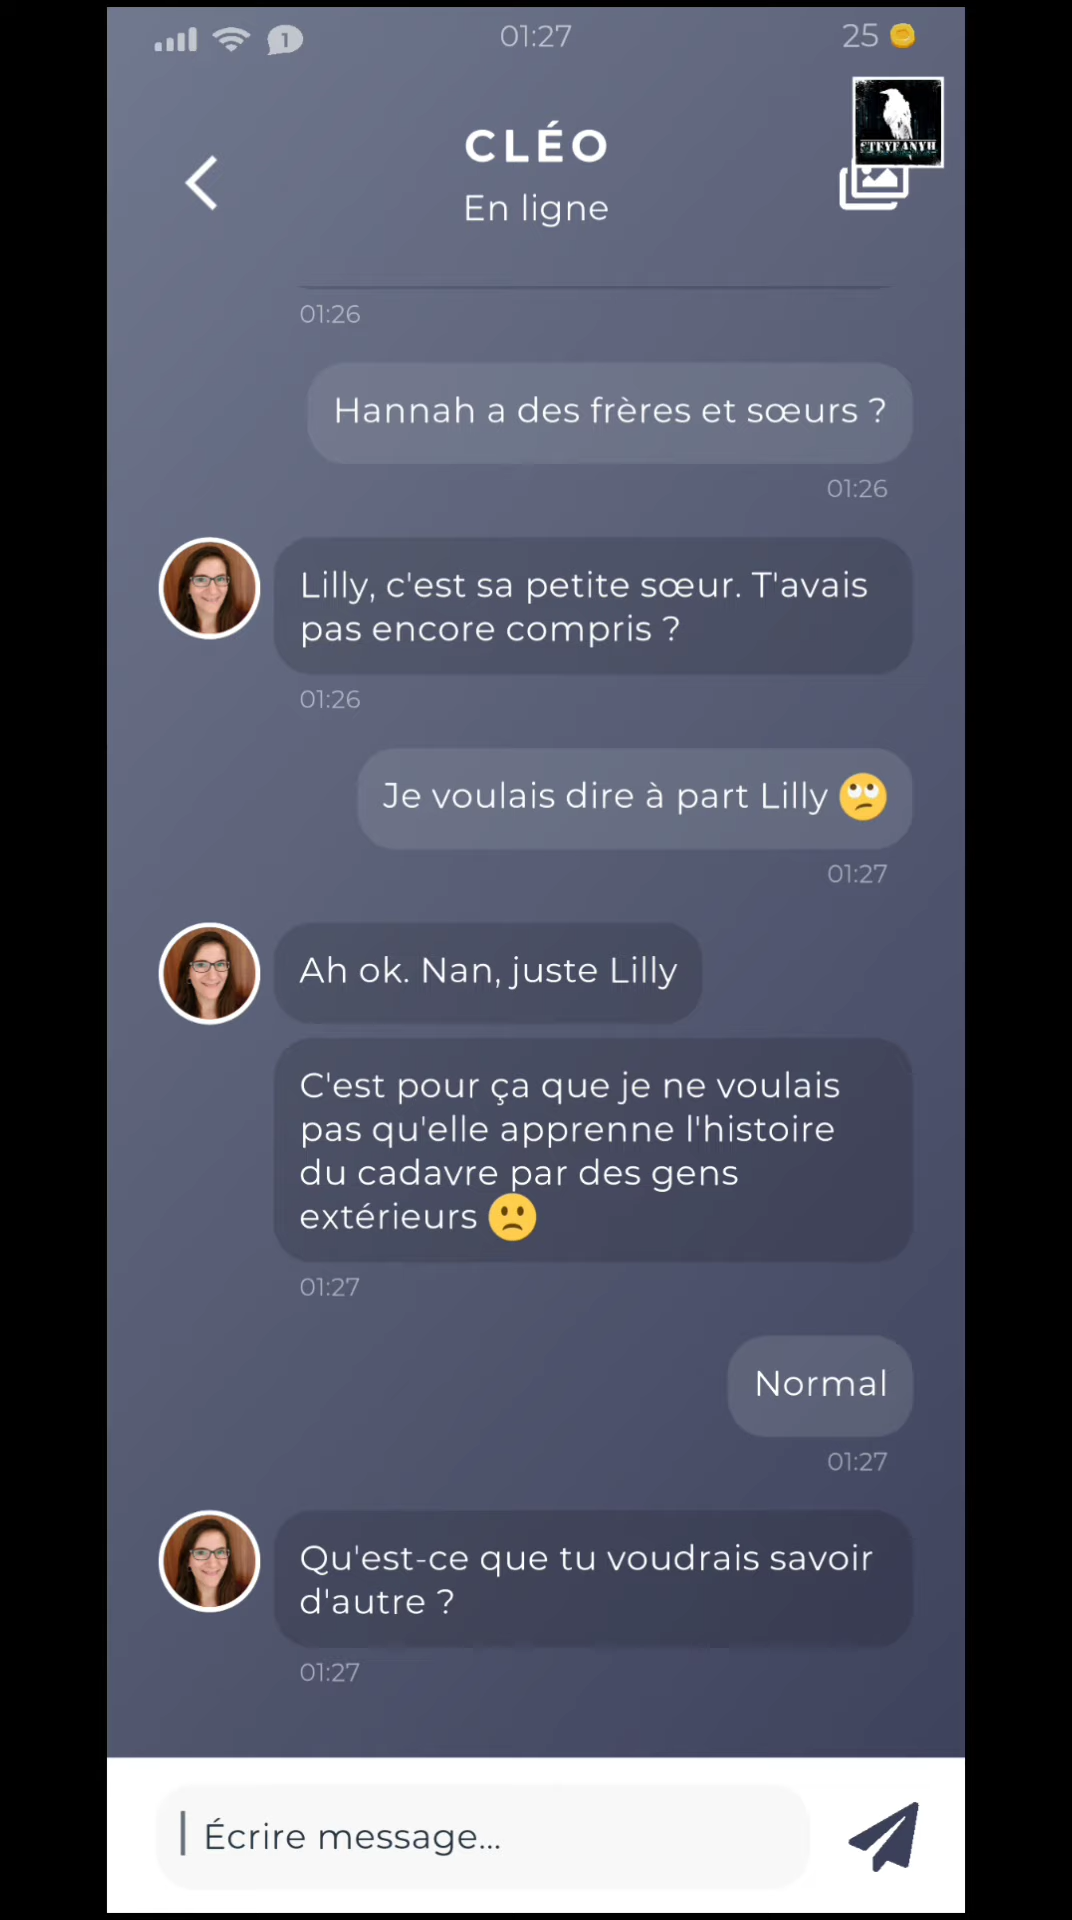 1
01:27
25
STEYFANYH
CLÉO
En ligne
01:26
Hannah a des frères et sœurs ?
01:26
Lilly, c'est sa petite sœur. T'avais
pas encore compris ?
01:26
Je voulais dire à part Lilly 🙄
01:27
Ah ok. Nan, juste Lilly
C'est pour ça que je ne voulais
pas qu'elle apprenne l'histoire
du cadavre par des gens
extérieurs 🙁
01:27
Normal
01:27
Qu'est-ce que tu voudrais savoir
d'autre ?
01:27
Écrire message...